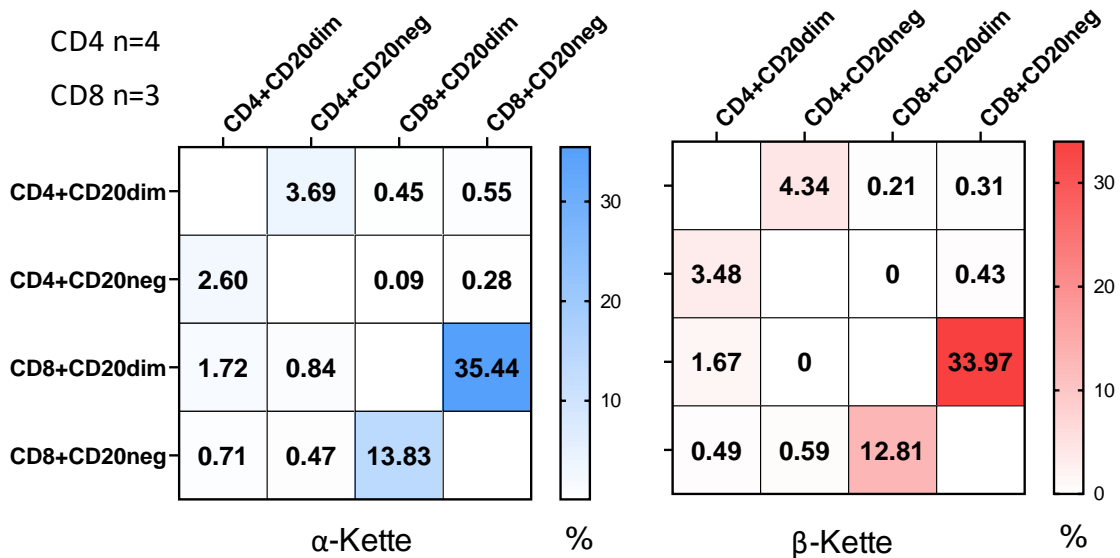 CD4 n=4
CD8 n=3
CD4+CD20dim CD4+CD20neg CD8+CD20dim CD8+CD20neg
CD4+CD20dim 3.69 0.45 0.55
CD4+CD20neg 2.60 0.09 0.28
CD8+CD20dim 1.72 0.84 35.44
CD8+CD20neg 0.71 0.47 13.83
30
20
10
α-Kette %
CD4+CD20dim CD4+CD20neg CD8+CD20dim CD8+CD20neg
4.34 0.21 0.31
3.48 0 0.43
1.67 0 33.97
0.49 0.59 12.81
30
20
10
0
β-Kette %